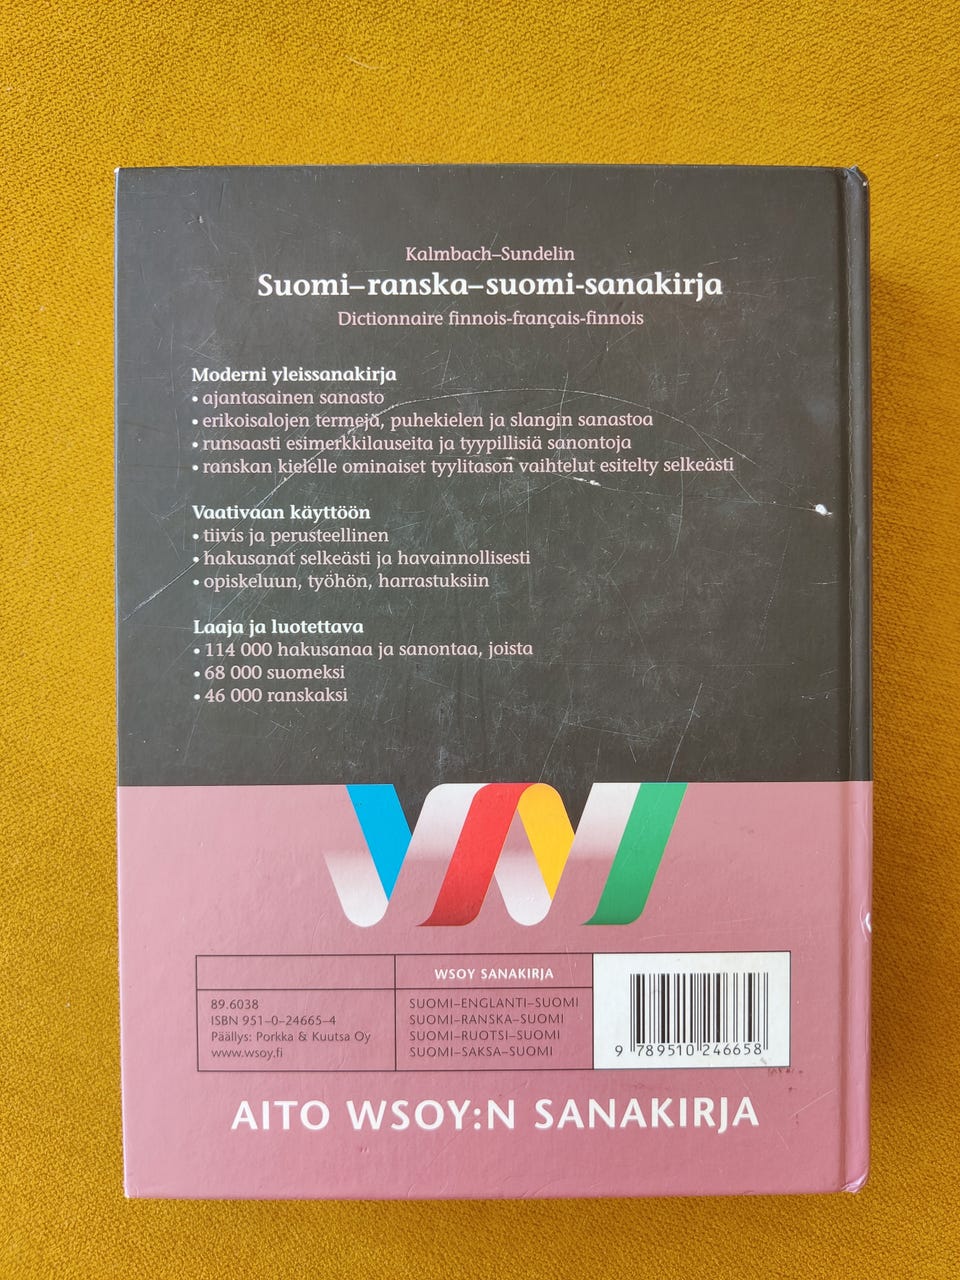 Kalmbach–Sundelin
Suomi–ranska–suomi-sanakirja
Dictionnaire finnois-français-finnois
Moderni yleissanakirja
• ajantasainen sanasto
• erikoisalojen termejä, puhekielen ja slangin sanastoa
• runsaasti esimerkkilauseita ja tyypillisiä sanontoja
• ranskan kielelle ominaiset tyylitason vaihtelut esitelty selkeästi
Vaativaan käyttöön
• tiivis ja perusteellinen
• hakusanat selkeästi ja havainnollisesti
• opiskeluun, työhön, harrastuksiin
Laaja ja luotettava
• 114 000 hakusanaa ja sanontaa, joista
• 68 000 suomeksi
• 46 000 ranskaksi
WSOY SANAKIRJA
89.6038
ISBN 951–0–24665–4
Päällys: Porkka & Kuutsa Oy
www.wsoy.fi
SUOMI–ENGLANTI–SUOMI
SUOMI–RANSKA–SUOMI
SUOMI–RUOTSI–SUOMI
SUOMI–SAKSA–SUOMI
9 789510 246658
AITO WSOY:N SANAKIRJA